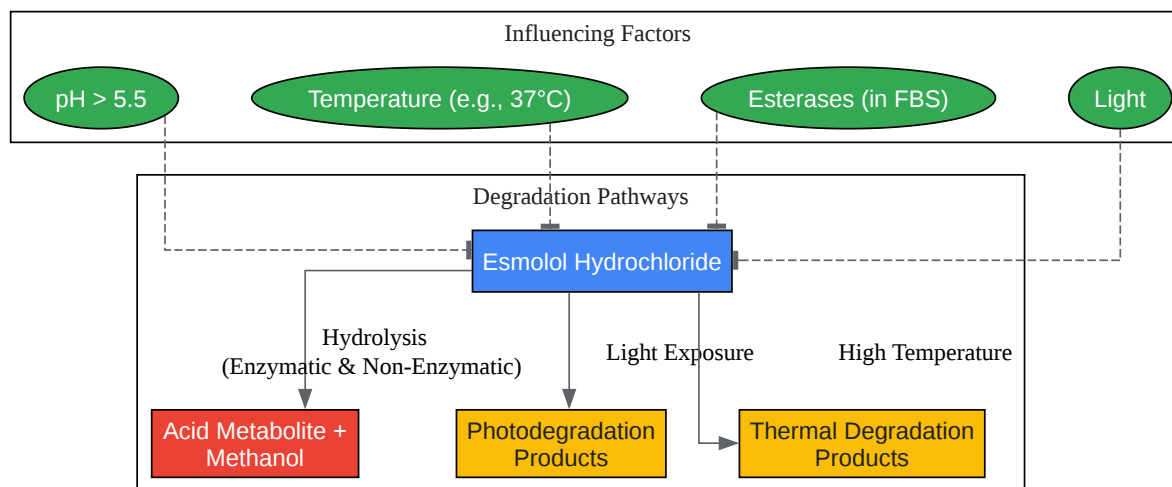 Influencing Factors
pH > 5.5
Temperature (e.g., 37°C)
Esterases (in FBS)
Light
Degradation Pathways
Esmolol Hydrochloride
Hydrolysis
(Enzymatic & Non-Enzymatic)
Light Exposure
High Temperature
Acid Metabolite +
Methanol
Photodegradation
Products
Thermal Degradation
Products